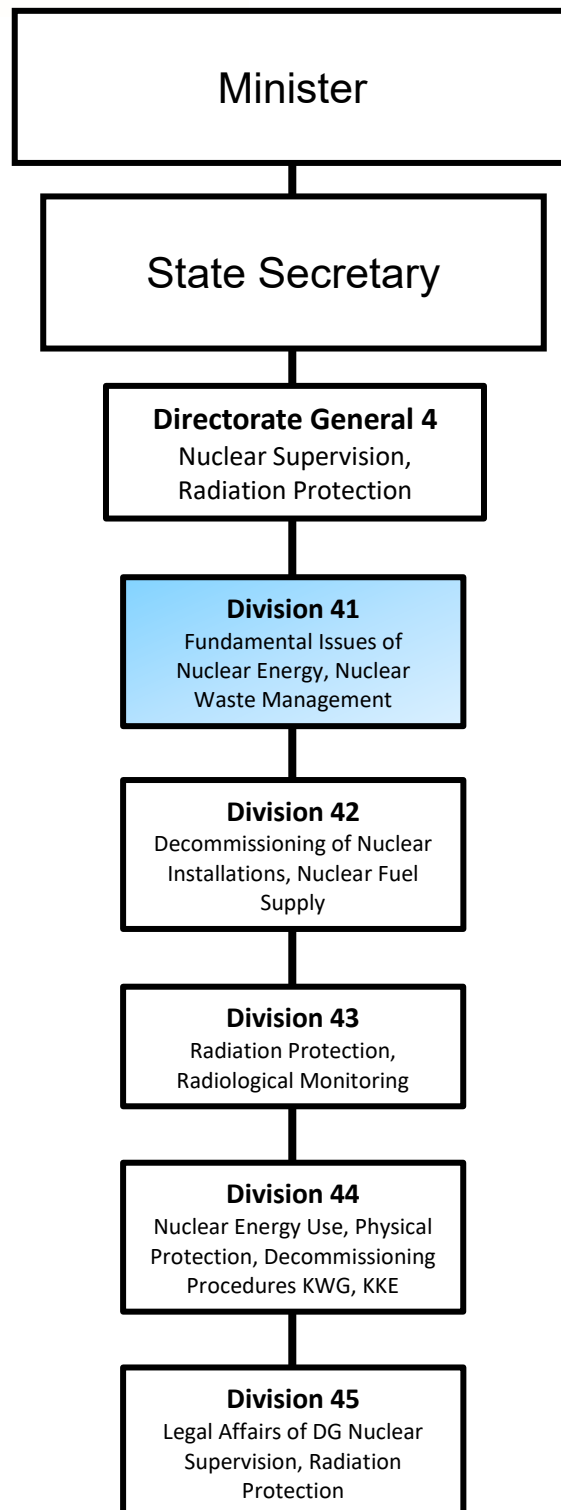 Minister
State Secretary
Directorate General 4
Nuclear Supervision,
Radiation Protection
Division 41
Fundamental Issues of
Nuclear Energy, Nuclear
Waste Management
Division 42
Decommissioning of Nuclear
Installations, Nuclear Fuel
Supply
Division 43
Radiation Protection,
Radiological Monitoring
Division 44
Nuclear Energy Use, Physical
Protection, Decommissioning
Procedures KWG, KKE
Division 45
Legal Affairs of DG Nuclear
Supervision, Radiation
Protection